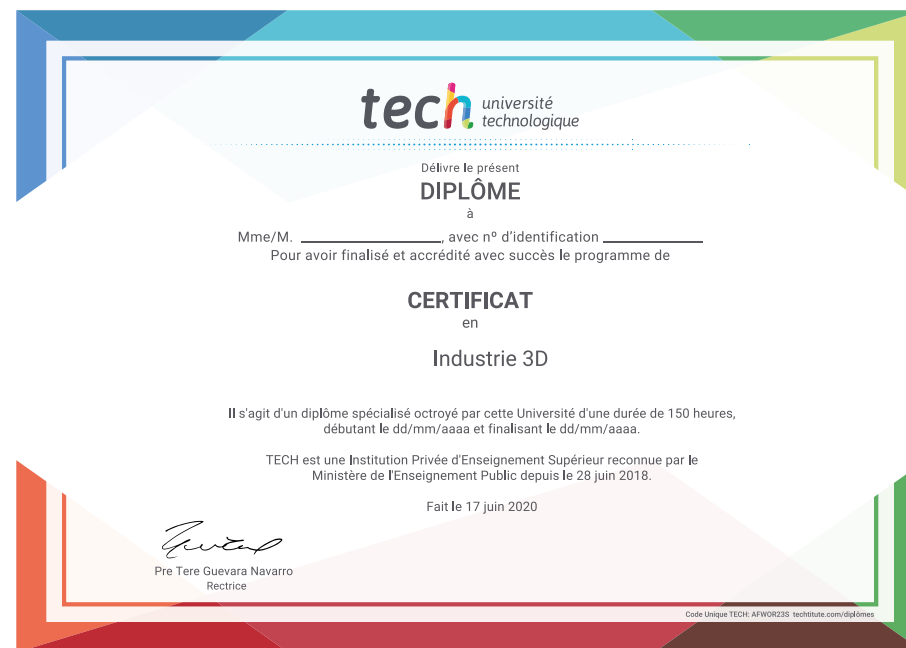 tech université
technologique
Délivre le présent
DIPLÔME
à
Mme/M. ____________________, avec nº d'identification ______________
Pour avoir finalisé et accrédité avec succès le programme de
CERTIFICAT
en
Industrie 3D
Il s'agit d'un diplôme spécialisé octroyé par cette Université d'une durée de 150 heures,
débutant le dd/mm/aaaa et finalisant le dd/mm/aaaa.
TECH est une Institution Privée d'Enseignement Supérieur reconnue par le
Ministère de l'Enseignement Public depuis le 28 juin 2018.
Fait le 17 juin 2020
Pre Tere Guevara Navarro
Rectrice
Code Unique TECH: AFWOR23S techtitute.com/diplômes